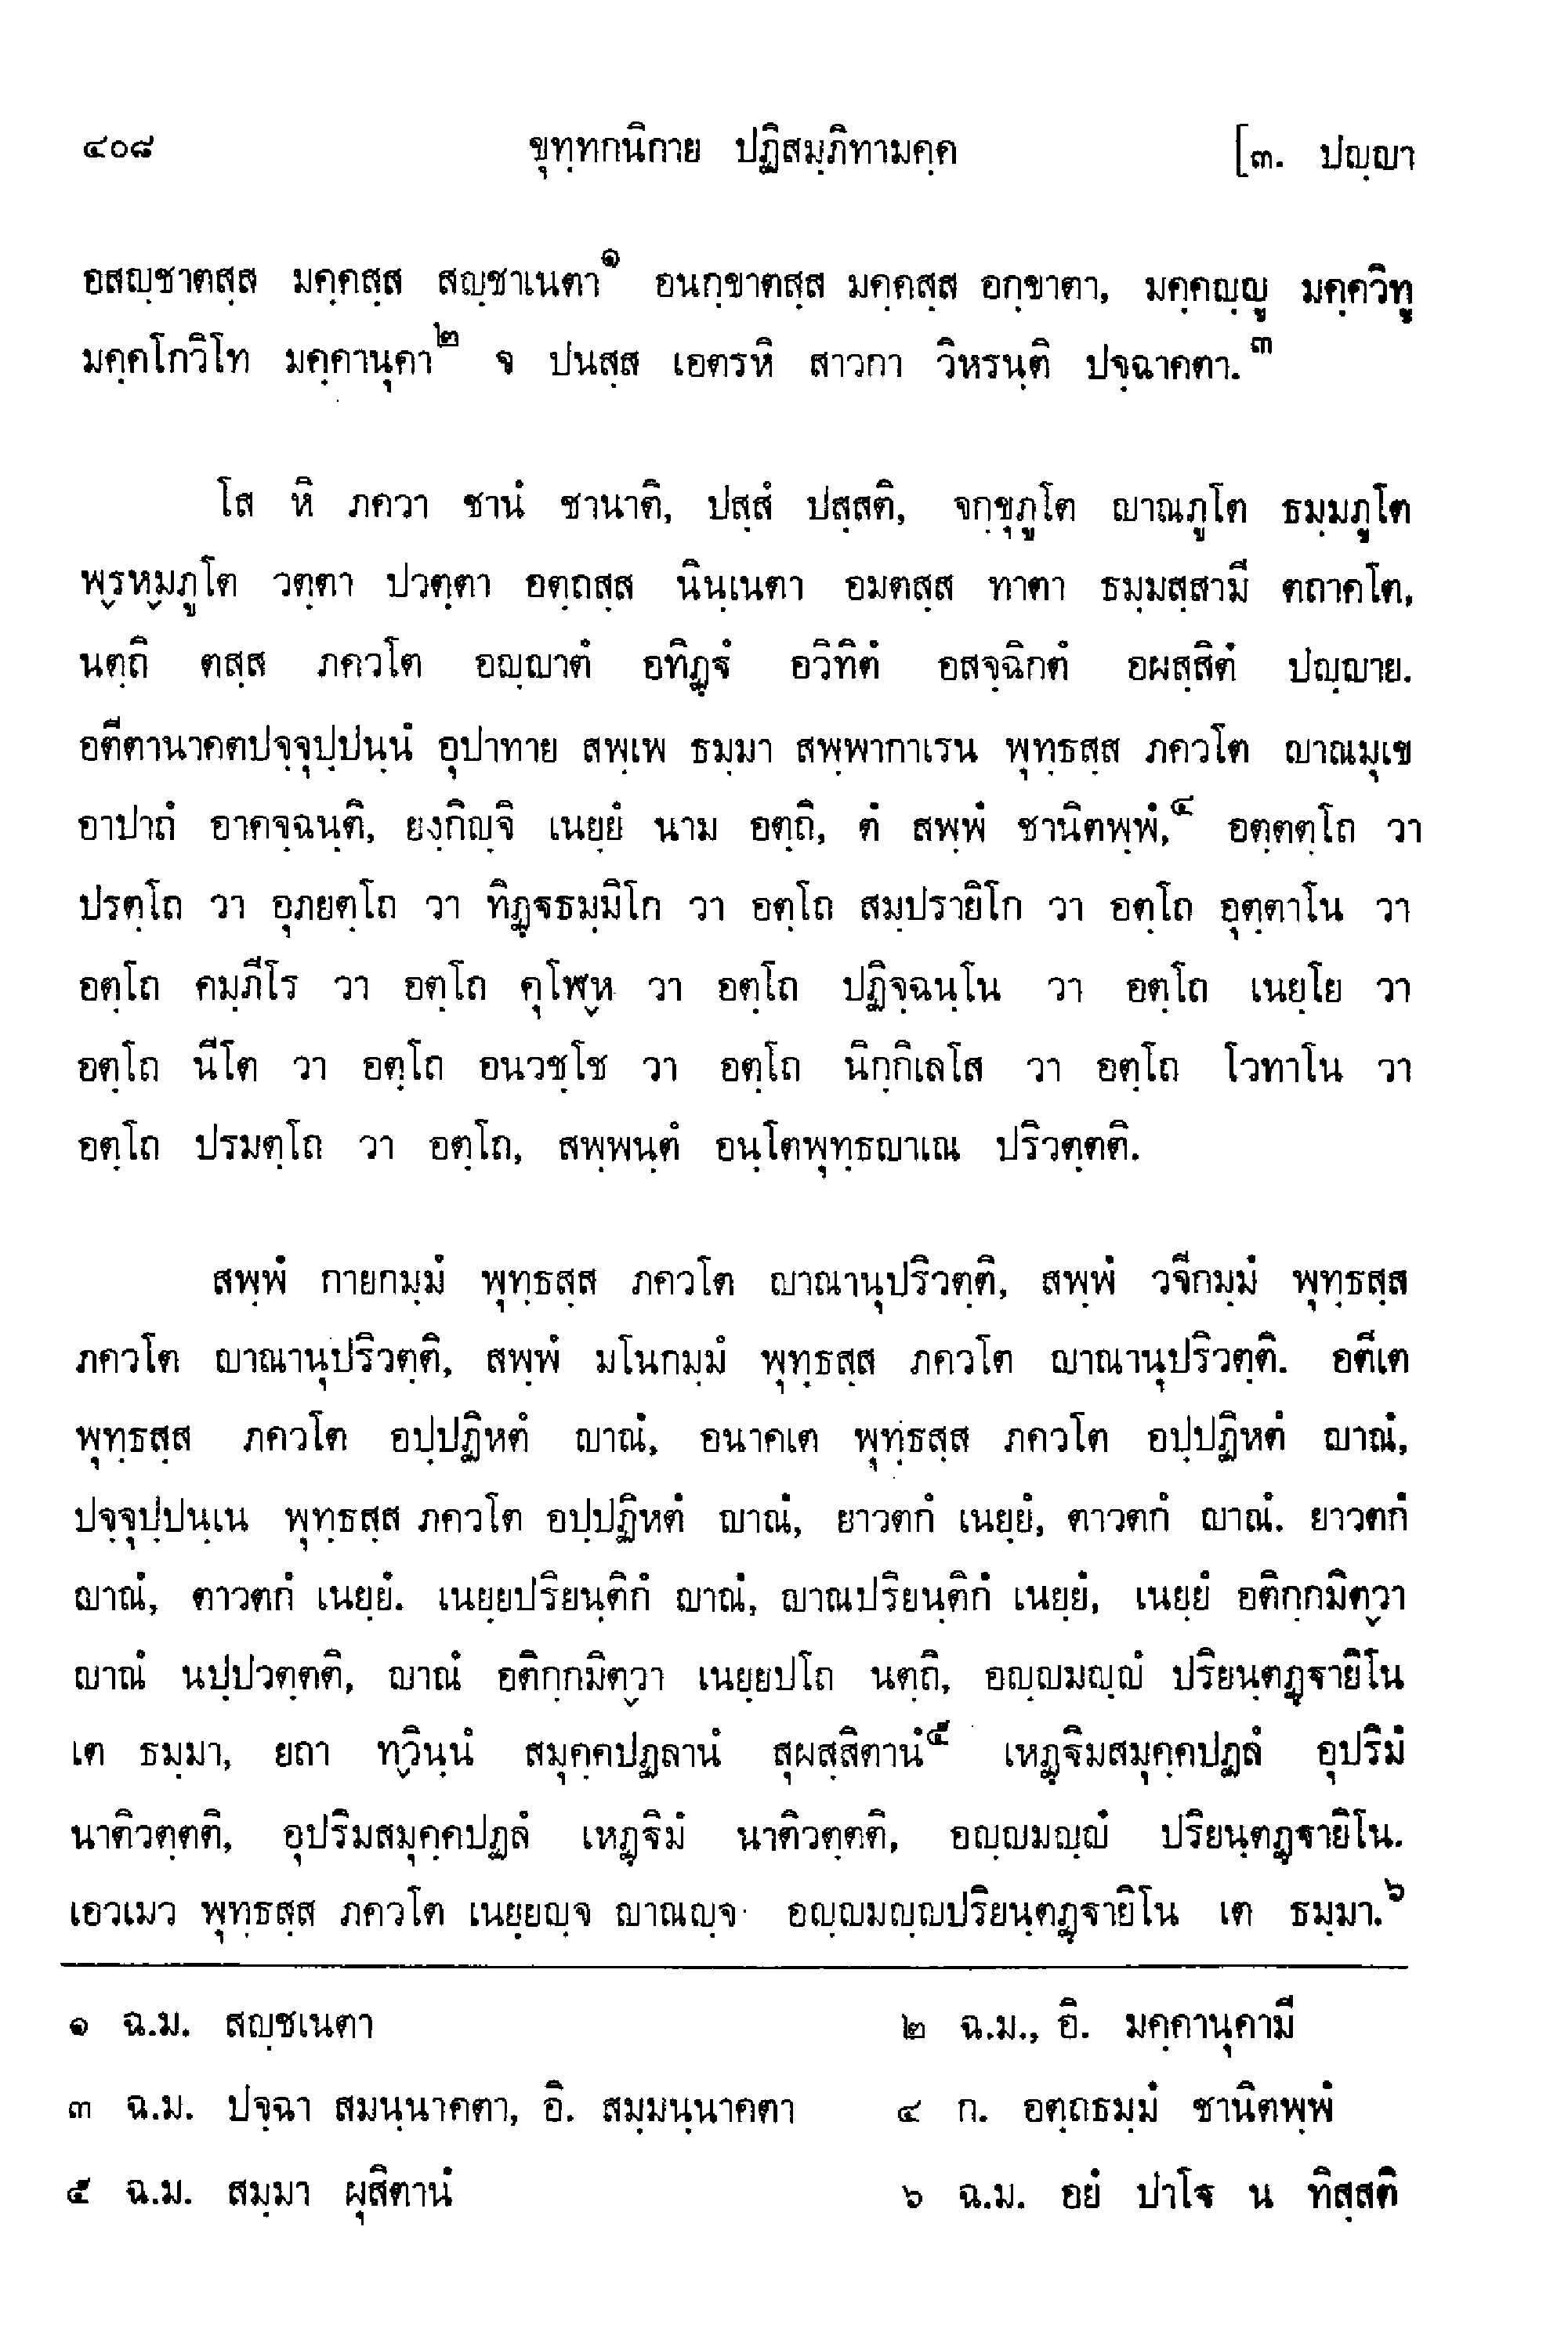 ๔๐๘ ขุทฺทกนิกาย ปฏิสมฺภิทามคฺค [๓. ปญฺญา
อสญฺชาตสฺส มคฺคสฺส สญฺชาเนตา๑ อนกฺขาตสฺส มคฺคสฺส อกฺขาตา, มคฺคญฺญู มคฺควิทู
มคฺคโกวิโท มคฺคานุคา๒ จ ปนสฺส เอตรหิ สาวกา วิหรนฺติ ปจฺฉาคตา.๓
โส หิ ภควา ชานํ ชานาติ, ปสฺสํ ปสฺสติ, จกฺขุภูโต ญาณภูโต ธมฺมภูโต
พฺรหฺมภูโต วตฺตา ปวตฺตา อตฺถสฺส นินฺเนตา อมตสฺส ทาตา ธมฺมสฺสามี ตถาคโต,
นตฺถิ ตสฺส ภควโต อญฺญาตํ อทิฏฺฐํ อวิทิตํ อสจฺฉิกตํ อผสฺสิตํ ปญฺญาย.
อตีตานาคตปจฺจุปฺปนฺนํ อุปาทาย สพฺเพ ธมฺมา สพฺพากาเรน พุทฺธสฺส ภควโต ญาณมุเข
อาปาถํ อาคจฺฉนฺติ, ยงฺกิญฺจิ เนยฺยํ นาม อตฺถิ, ตํ สพฺพํ ชานิตพฺพํ,๔ อตฺตตฺโถ วา
ปรตฺโถ วา อุภยตฺโถ วา ทิฏฺฐธมฺมิโก วา อตฺโถ สมฺปรายิโก วา อตฺโถ อุตฺตาโน วา
อตฺโถ คมฺภีโร วา อตฺโถ คุโฬฺห วา อตฺโถ ปฏิจฺฉนฺโน วา อตฺโถ เนยฺโย วา
อตฺโถ นีโต วา อตฺโถ อนวชฺโช วา อตฺโถ นิกฺกิเลโส วา อตฺโถ โวทาโน วา
อตฺโถ ปรมตฺโถ วา อตฺโถ, สพฺพนฺตํ อนฺโตพุทฺธญาเณ ปริวตฺตติ.
สพฺพํ กายกมฺมํ พุทฺธสฺส ภควโต ญาณานุปริวตฺติ, สพฺพํ วจีกมฺมํ พุทฺธสฺส
ภควโต ญาณานุปริวตฺติ, สพฺพํ มโนกมฺมํ พุทฺธสฺส ภควโต ญาณานุปริวตฺติ. อตีเต
พุทฺธสฺส ภควโต อปฺปฏิหตํ ญาณํ, อนาคเต พุทฺธสฺส ภควโต อปฺปฏิหตํ ญาณํ,
ปจฺจุปฺปนฺเน พุทฺธสฺส ภควโต อปฺปฏิหตํ ญาณํ, ยาวตกํ เนยฺยํ, ตาวตกํ ญาณํ. ยาวตกํ
ญาณํ, ตาวตกํ เนยฺยํ. เนยฺยปริยนฺติกํ ญาณํ, ญาณปริยนฺติกํ เนยฺยํ, เนยฺยํ อติกฺกมิตฺวา
ญาณํ นปฺปวตฺตติ, ญาณํ อติกฺกมิตฺวา เนยฺยปโถ นตฺถิ, อญฺญมญฺญํ ปริยนฺตฏฺฐายิโน
เต ธมฺมา, ยถา ทฺวินฺนํ สมุคฺคปฏลานํ สุผสฺสิตานํ๕ เหฏฺฐิมสมุคฺคปฏลํ อุปริมํ
นาติวตฺตติ, อุปริมสมุคฺคปฏลํ เหฏฺฐิมํ นาติวตฺตติ, อญฺญมญฺญํ ปริยนฺตฏฺฐายิโน.
เอวเมว พุทฺธสฺส ภควโต เนยฺยญฺจ ญาณญฺจ อญฺญมญฺญปริยนฺตฏฺฐายิโน เต ธมฺมา.๖
๑ ฉ.ม. สญฺชเนตา ๒ ฉ.ม., อิ. มคฺคานุคามี
๓ ฉ.ม. ปจฺฉา สมนฺนาคตา, อิ. สมฺมนฺนาคตา ๔ ก. อตฺถธมฺมํ ชานิตพฺพํ
๕ ฉ.ม. สมฺมา ผุสิตานํ ๖ ฉ.ม. อยํ ปาโฐ น ทิสฺสติ